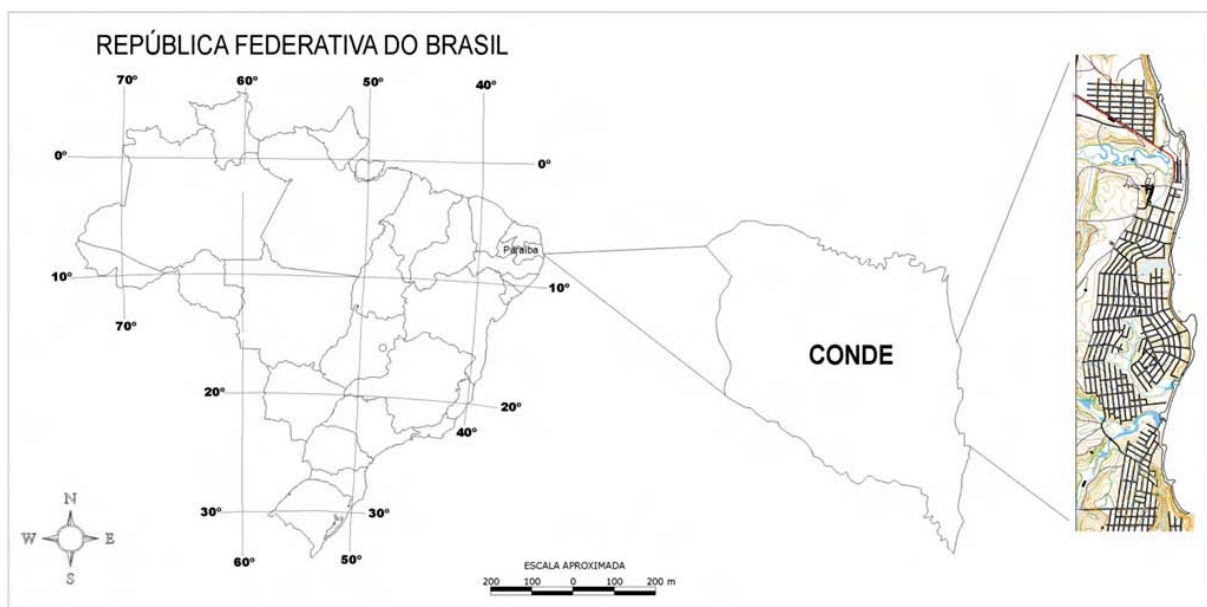 REPÚBLICA FEDERATIVA DO BRASIL
70º
60º
50º
40º
0º
0º
Paraíba
10º
10º
70º
CONDE
20º
20º
40º
30º
30º
60º
50º
N
W
E
S
ESCALA APROXIMADA
200 100 0 100 200 m